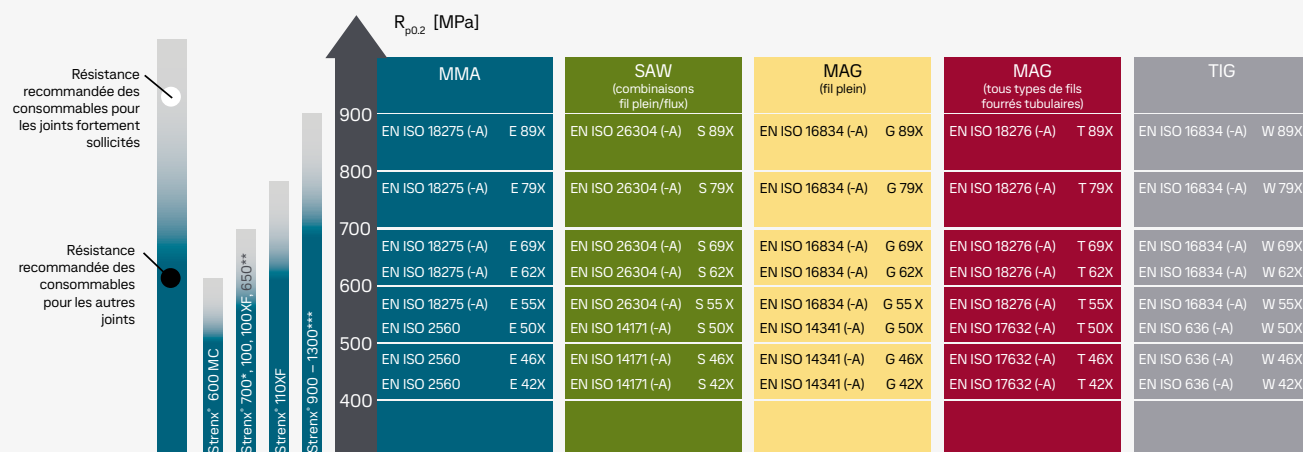 R p0.2 [MPa]
Résistance
recommandée des
consommables pour
les joints fortement
sollicités
Résistance
recommandée des
consommables
pour les autres
joints
Strenx® 600 MC
Strenx® 700*, 100, 100XF, 650**
Strenx® 110XF
Strenx® 900 – 1300***
900
800
700
600
500
400
MMA
EN ISO 18275 (-A) E 89X
EN ISO 18275 (-A) E 79X
EN ISO 18275 (-A) E 69X
EN ISO 18275 (-A) E 62X
EN ISO 18275 (-A) E 55X
EN ISO 2560 E 50X
EN ISO 2560 E 46X
EN ISO 2560 E 42X
SAW
(combinaisons
fil plein/flux)
EN ISO 26304 (-A) S 89X
EN ISO 26304 (-A) S 79X
EN ISO 26304 (-A) S 69X
EN ISO 26304 (-A) S 62X
EN ISO 26304 (-A) S 55 X
EN ISO 14171 (-A) S 50X
EN ISO 14171 (-A) S 46X
EN ISO 14171 (-A) S 42X
MAG
(fil plein)
EN ISO 16834 (-A) G 89X
EN ISO 16834 (-A) G 79X
EN ISO 16834 (-A) G 69X
EN ISO 16834 (-A) G 62X
EN ISO 16834 (-A) G 55 X
EN ISO 14341 (-A) G 50X
EN ISO 14341 (-A) G 46X
EN ISO 14341 (-A) G 42X
MAG
(tous types de fils
fourrés tubulaires)
EN ISO 18276 (-A) T 89X
EN ISO 18276 (-A) T 79X
EN ISO 18276 (-A) T 69X
EN ISO 18276 (-A) T 62X
EN ISO 18276 (-A) T 55X
EN ISO 17632 (-A) T 50X
EN ISO 17632 (-A) T 46X
EN ISO 17632 (-A) T 42X
TIG
EN ISO 16834 (-A) W 89X
EN ISO 16834 (-A) W 79X
EN ISO 16834 (-A) W 69X
EN ISO 16834 (-A) W 62X
EN ISO 16834 (-A) W 55X
EN ISO 636 (-A) W 50X
EN ISO 636 (-A) W 46X
EN ISO 636 (-A) W 42X